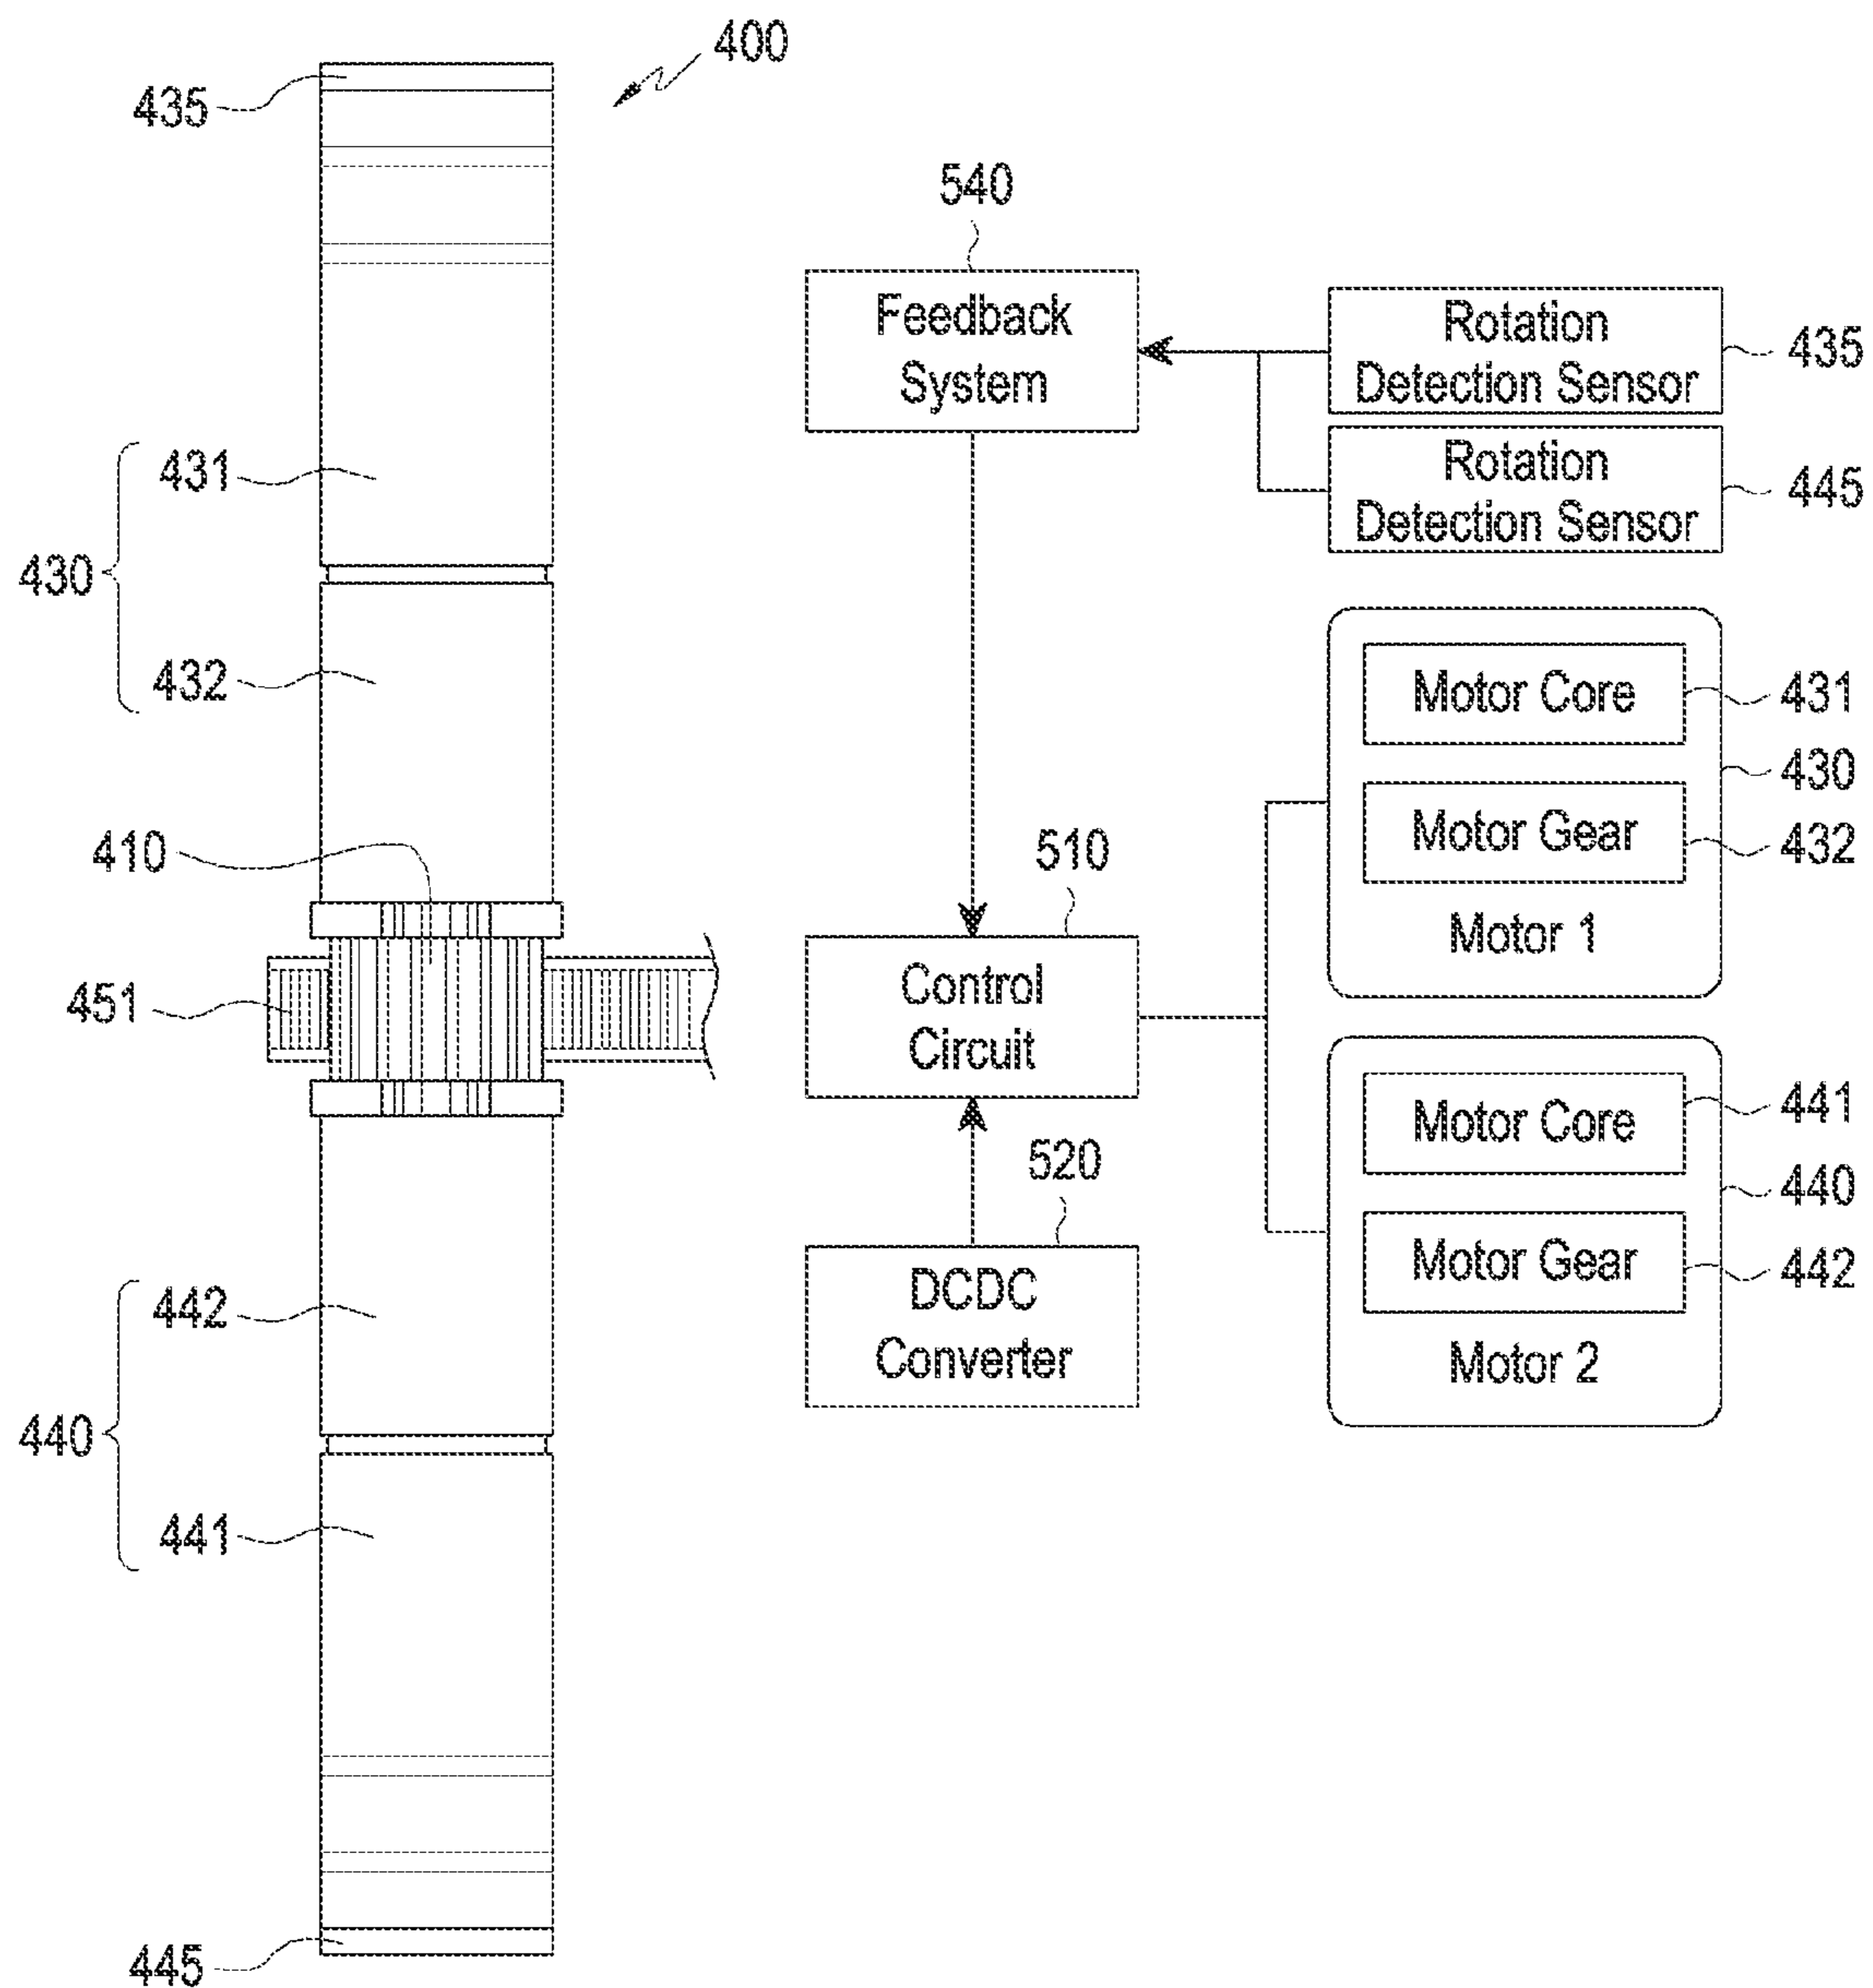 400
435
431
430
432
410
451
442
440
441
445
540
Feedback
System
Rotation
Detection Sensor
435
Rotation
Detection Sensor
445
Motor Core
431
430
Motor Gear
432
Motor 1
510
Control
Circuit
Motor Core
441
440
Motor Gear
442
Motor 2
520
DCDC
Converter